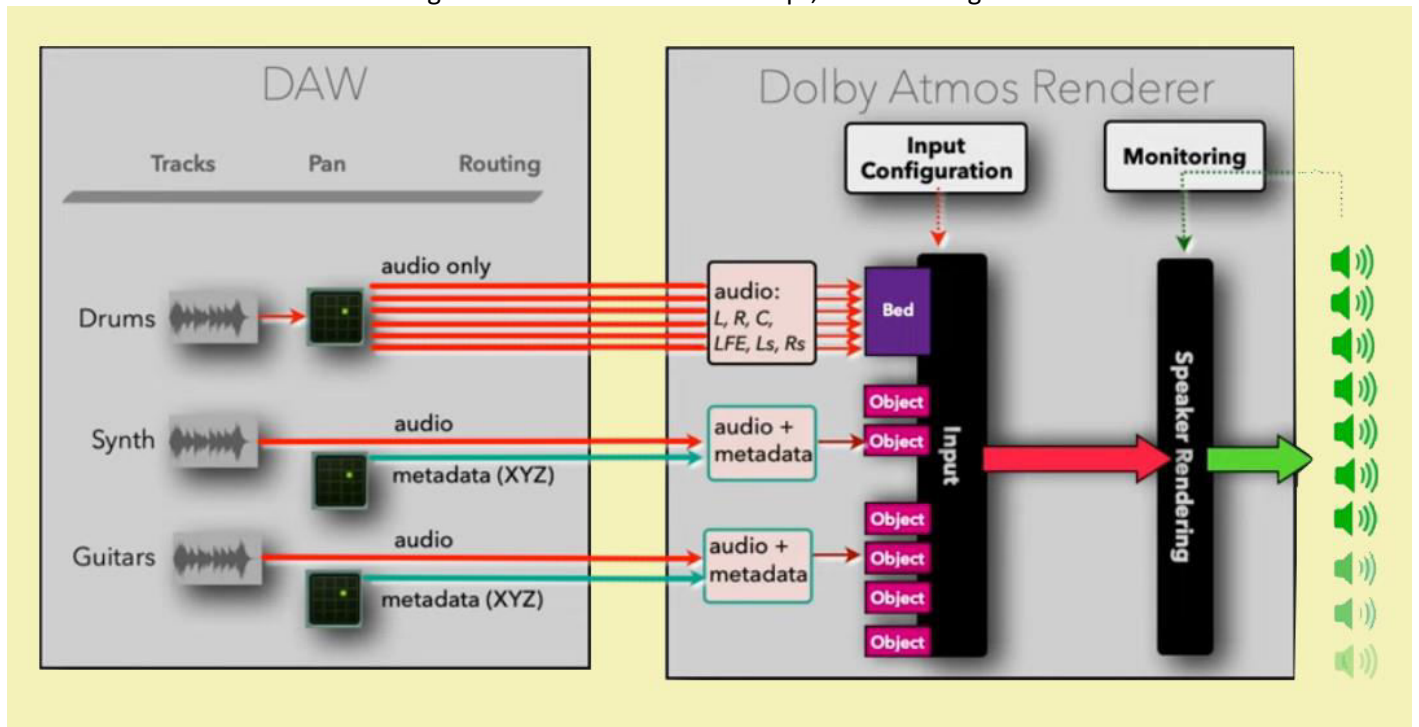 DAW
Tracks Pan Routing
Drums
audio only
Synth
audio
metadata (XYZ)
Guitars
audio
metadata (XYZ)
Dolby Atmos Renderer
Input
Configuration
Monitoring
audio:
L, R, C,
LFE, Ls, Rs
Bed
Object
audio +
metadata
Object
Object
audio +
metadata
Object
Object
Object
Input
Speaker Rendering